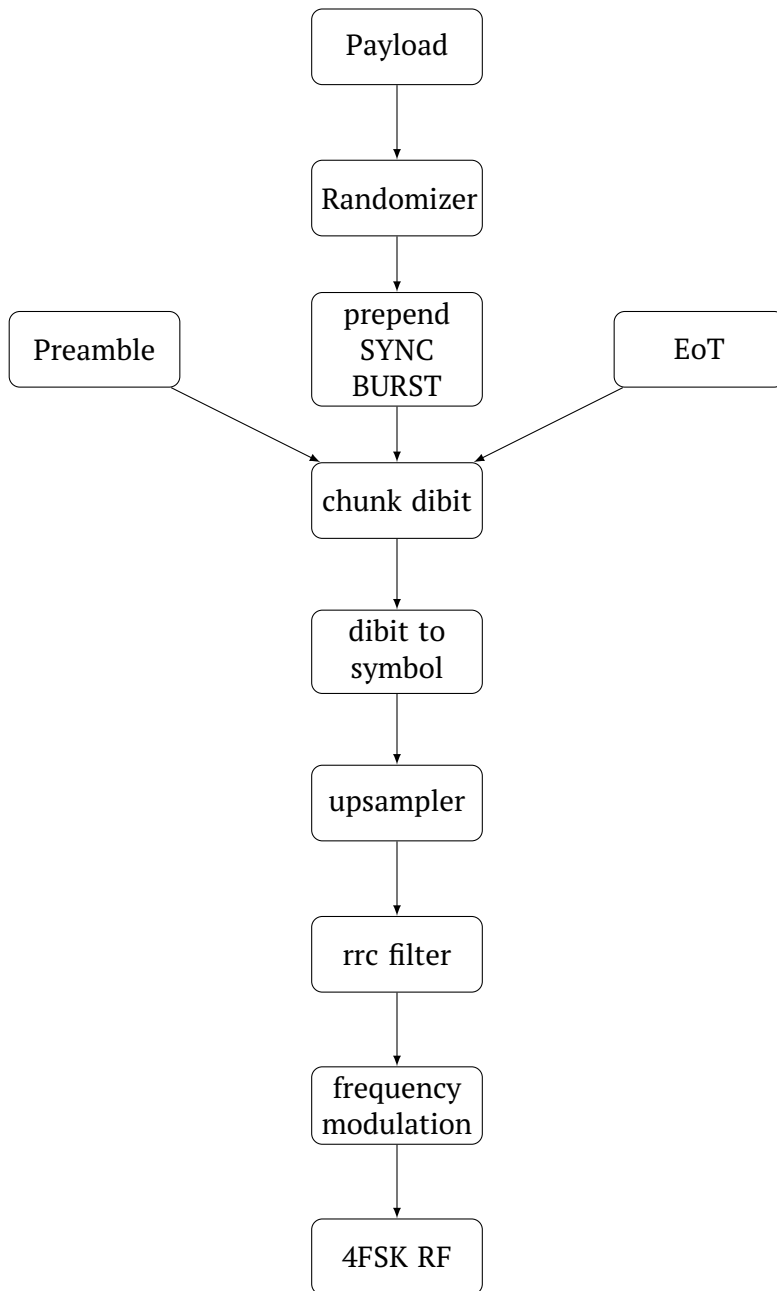 Payload
Randomizer
prepend
SYNC
BURST
Preamble
EoT
chunk dibit
dibit to
symbol
upsampler
rrc filter
frequency
modulation
4FSK RF